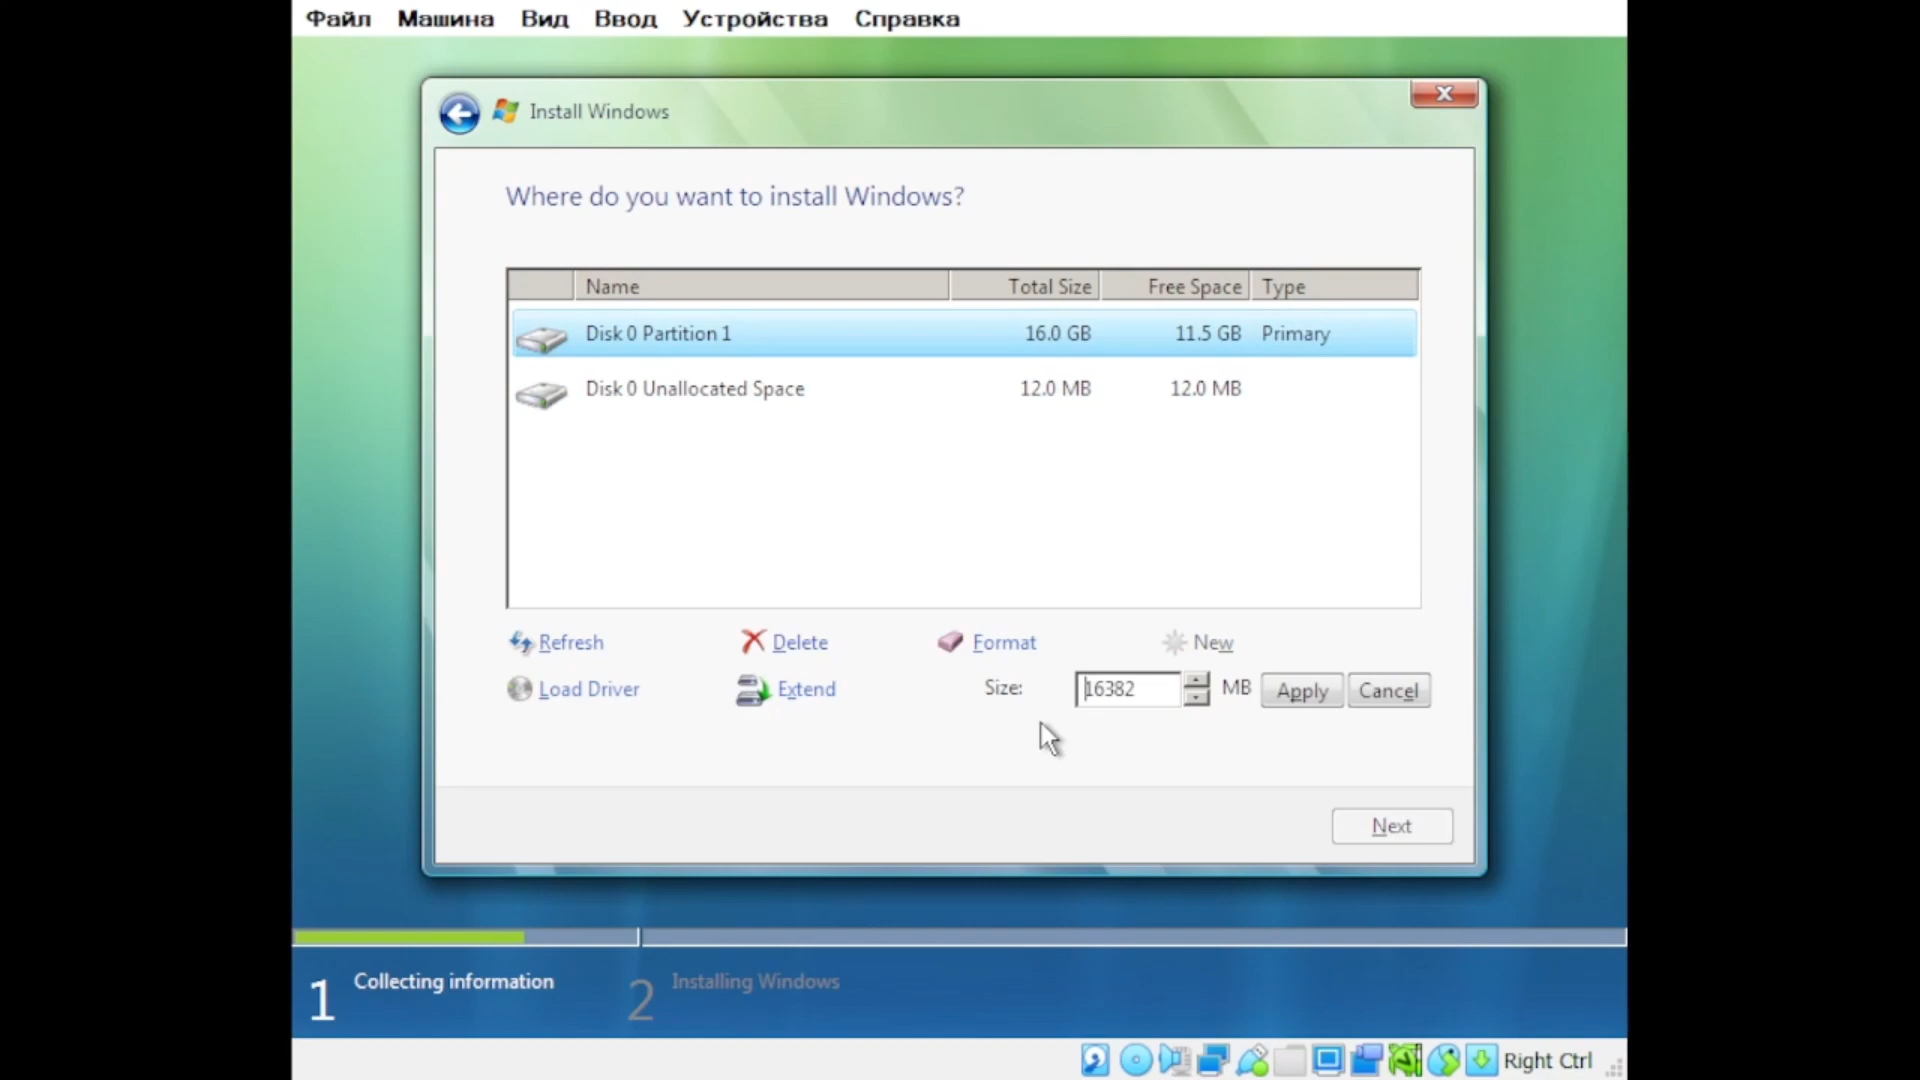 Файл Машина Вид Ввод Устройства Справка
Install Windows
Where do you want to install Windows?
Name Total Size Free Space Type
Disk 0 Partition 1 16.0 GB 11.5 GB Primary
Disk 0 Unallocated Space 12.0 MB 12.0 MB
Refresh Delete Format New
Load Driver Extend Size: 16382 MB Apply Cancel
Next
1 Collecting information 2 Installing Windows
Right Ctrl